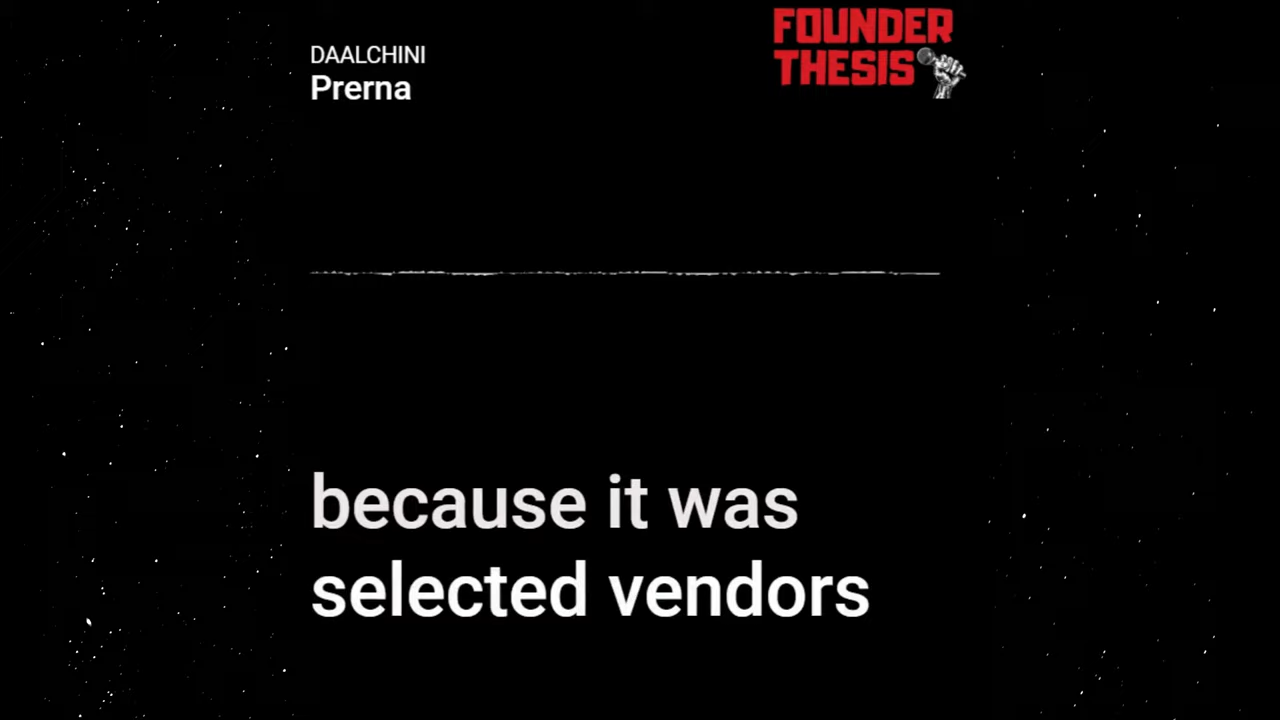 DAALCHINI
Prerna
FOUNDER
THESIS
because it was
selected vendors